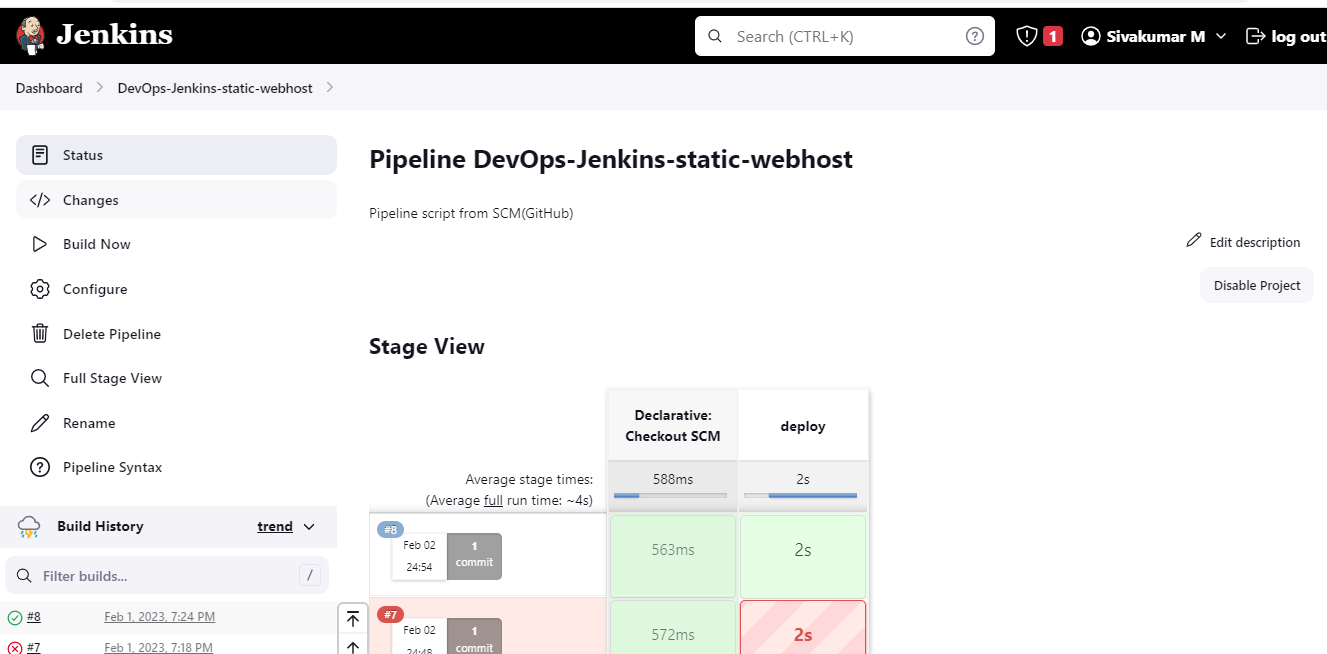 Jenkins
Search (CTRL+K)
1
Sivakumar M
log out
Dashboard
DevOps-Jenkins-static-webhost
Status
Changes
Build Now
Configure
Delete Pipeline
Full Stage View
Rename
Pipeline Syntax
Build History
trend
Filter builds...
/
#8
Feb 1, 2023, 7:24 PM
#7
Feb 1, 2023, 7:18 PM
Pipeline DevOps-Jenkins-static-webhost
Pipeline script from SCM(GitHub)
Edit description
Disable Project
Stage View
Declarative:
Checkout SCM
deploy
Average stage times:
(Average full run time: ~4s)
588ms
2s
#8
Feb 02
24:54
1
commit
563ms
2s
#7
Feb 02
24:48
1
commit
572ms
2s